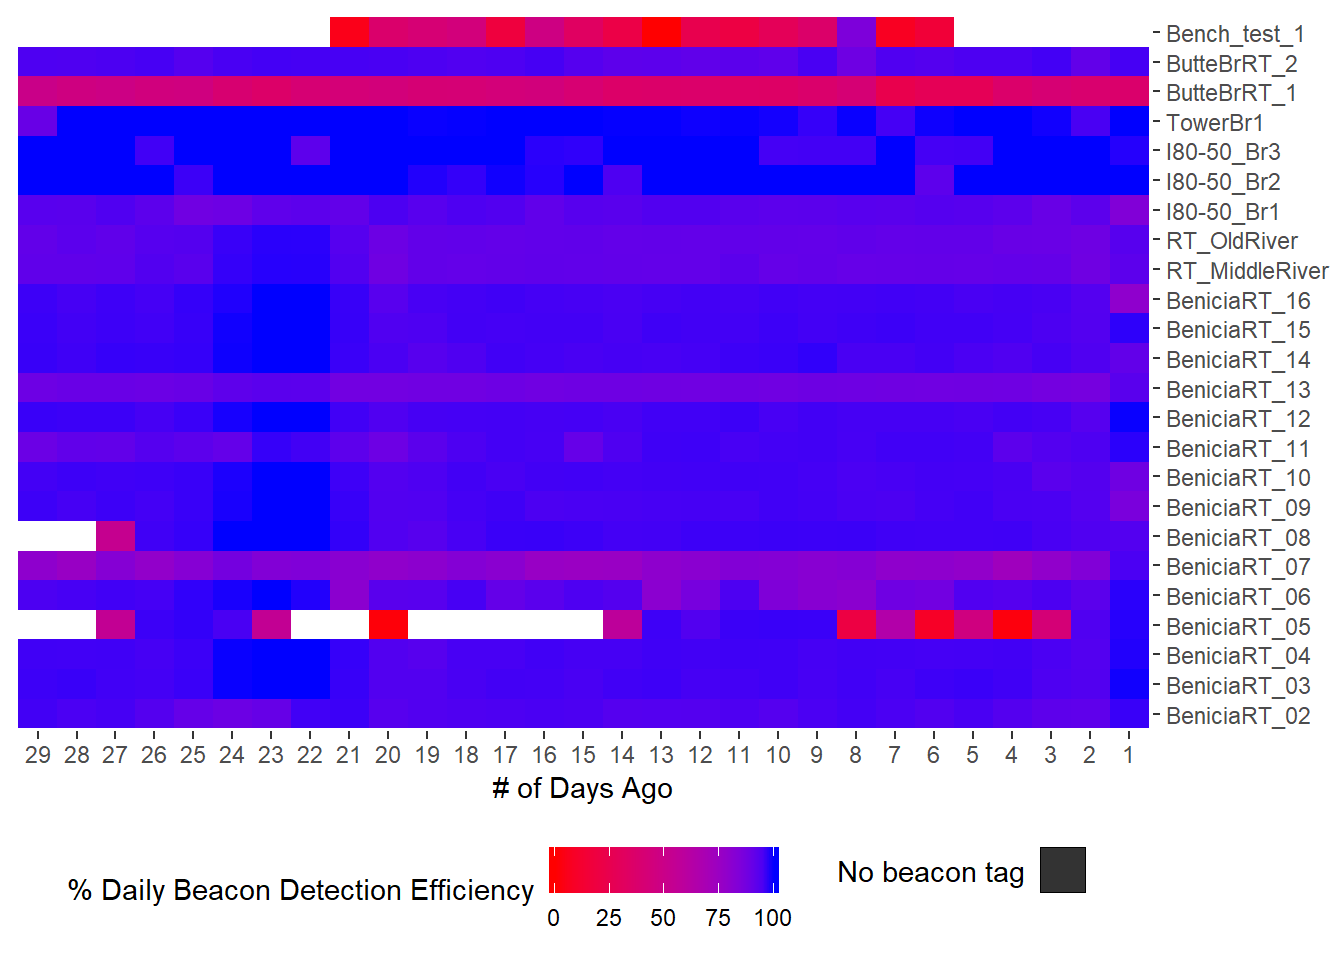 Bench_test_1
ButteBrRT_2
ButteBrRT_1
TowerBr1
I80-50_Br3
I80-50_Br2
I80-50_Br1
RT_OldRiver
RT_MiddleRiver
BeniciaRT_16
BeniciaRT_15
BeniciaRT_14
BeniciaRT_13
BeniciaRT_12
BeniciaRT_11
BeniciaRT_10
BeniciaRT_09
BeniciaRT_08
BeniciaRT_07
BeniciaRT_06
BeniciaRT_05
BeniciaRT_04
BeniciaRT_03
BeniciaRT_02
29 28 27 26 25 24 23 22 21 20 19 18 17 16 15 14 13 12 11 10 9 8 7 6 5 4 3 2 1
# of Days Ago
% Daily Beacon Detection Efficiency
0 25 50 75 100
No beacon tag